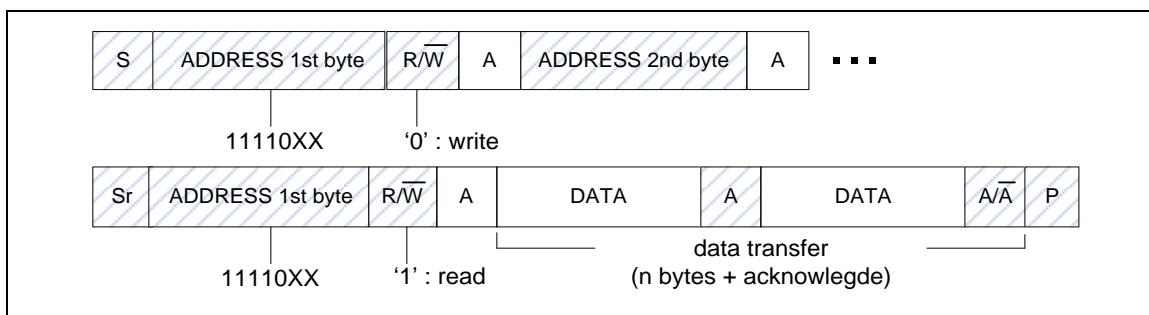 S ADDRESS 1st byte R/W̅ A ADDRESS 2nd byte A ▪ ▪ ▪
11110XX ‘0’ : write
Sr ADDRESS 1st byte R/W̅ A DATA A DATA A/A̅ P
data transfer
11110XX ‘1’ : read (n bytes + acknowlegde)